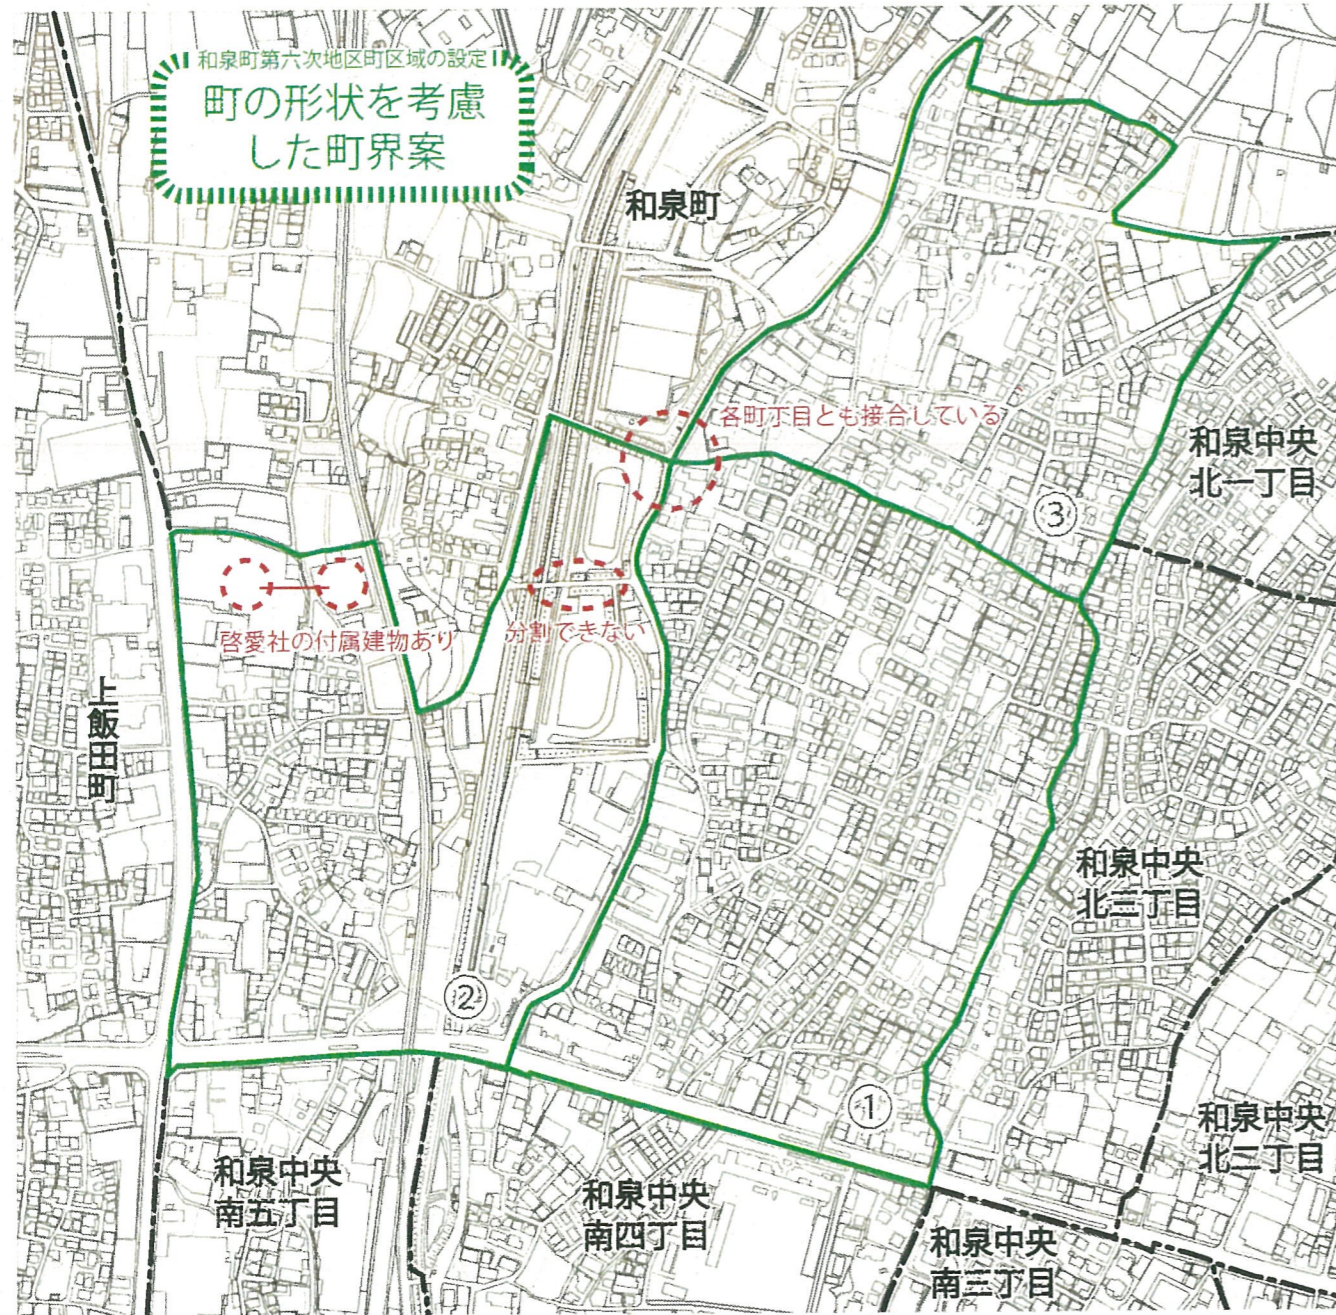 和泉町第六次地区町区域の設定
町の形状を考慮
した町界案
和泉町
各町丁目とも接合している
和泉中央
北一丁目
③
啓愛社の付属建物あり
分割できない
上飯田町
和泉中央
北三丁目
②
①
和泉中央
北二丁目
和泉中央
南五丁目
和泉中央
南四丁目
和泉中央
南三丁目